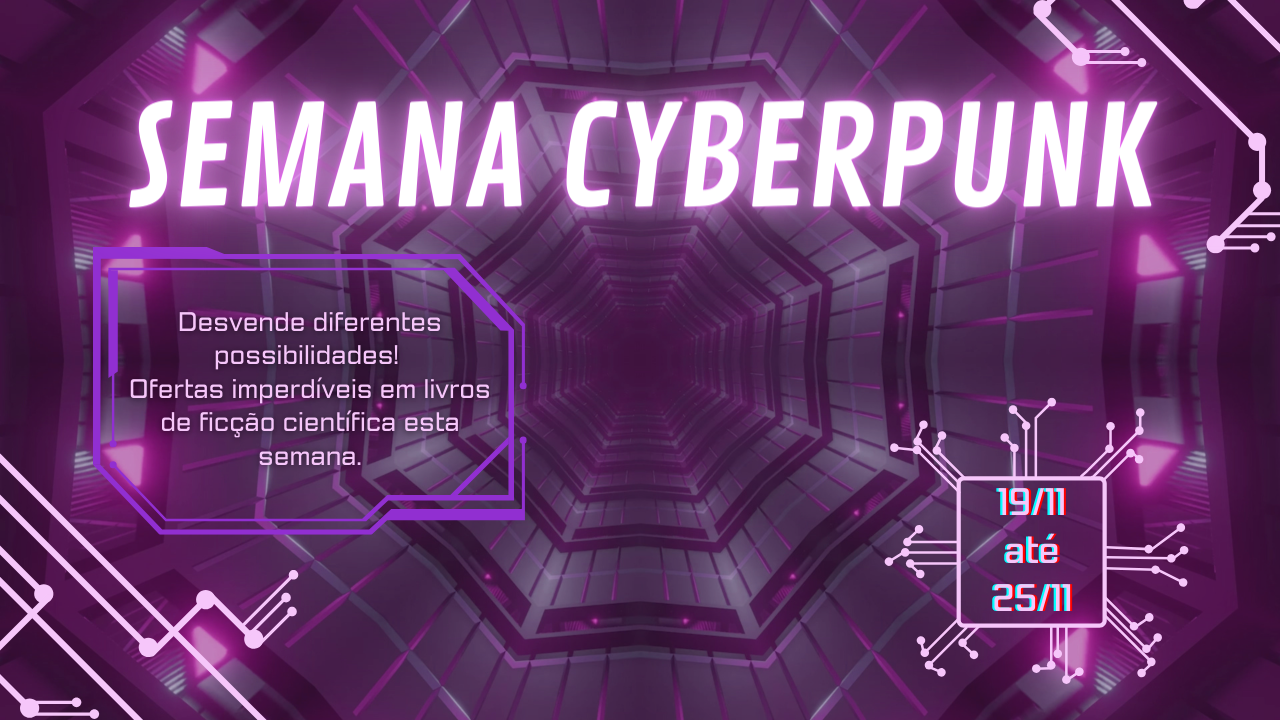 SEMANA CYBERPUNK
Desvende diferentes
possibilidades!
Ofertas imperdíveis em livros
de ficção científica esta
semana.
19/11
até
25/11